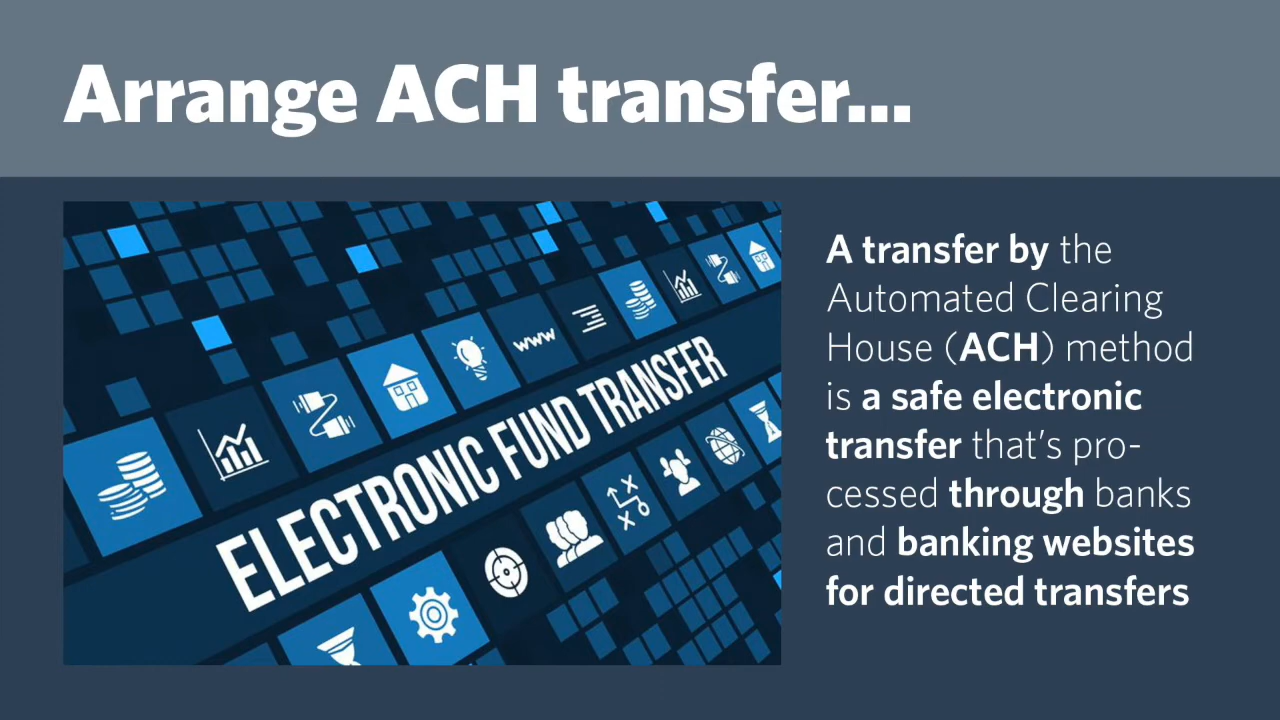 Arrange ACH transfer...
www
ELECTRONIC FUND TRANSFER
A transfer by the
Automated Clearing
House (ACH) method
is a safe electronic
transfer that's pro-
cessed through banks
and banking websites
for directed transfers